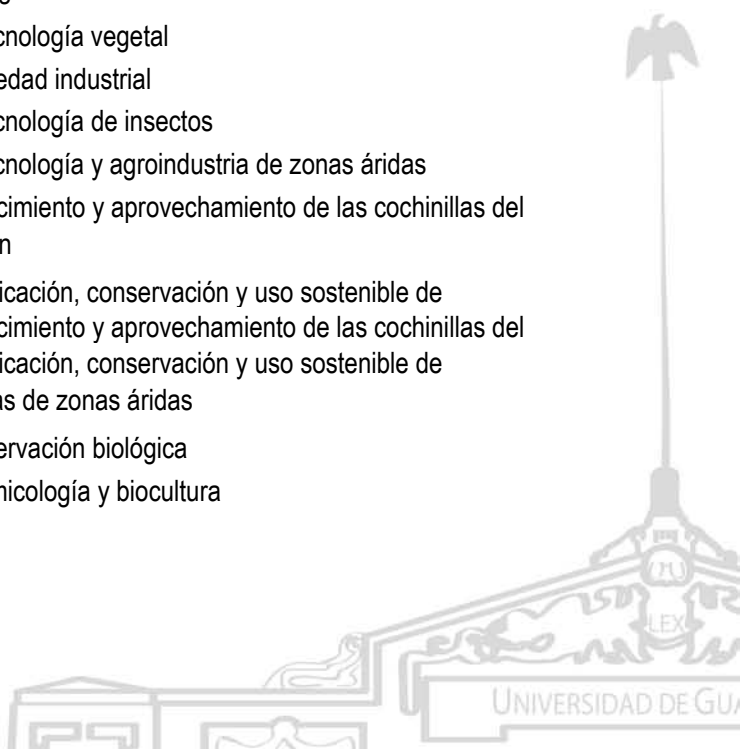 cnología vegetal
edad industrial
cnología de insectos
cnología y agroindustria de zonas áridas
cimiento y aprovechamiento de las cochinillas del
n
icación, conservación y uso sostenible de
cimiento y aprovechamiento de las cochinillas del
icación, conservación y uso sostenible de
as de zonas áridas
ervación biológica
nicología y biocultura
LEX
UNIVERSIDAD DE GUA